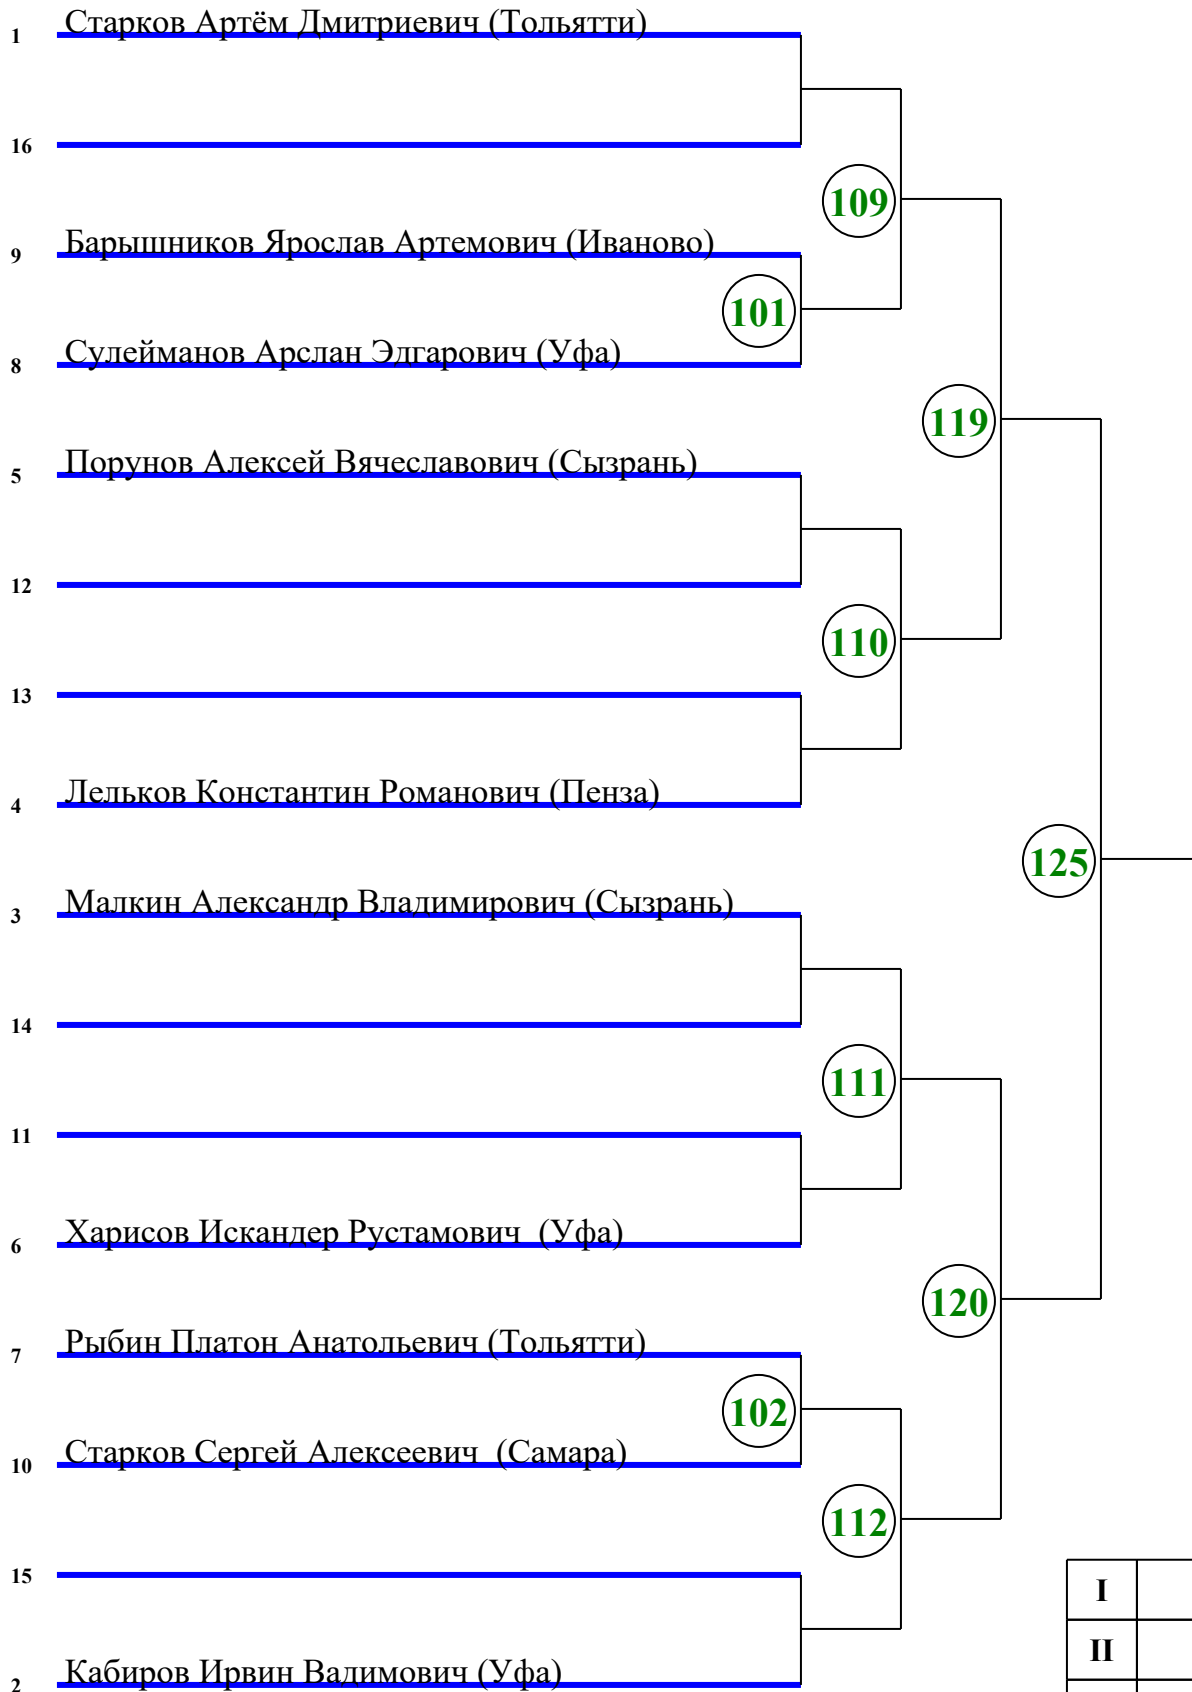 1 Старков Артём Дмитриевич (Тольятти)
16
109
9 Барышников Ярослав Артемович (Иваново)
101
8 Сулейманов Арслан Эдгарович (Уфа)
119
5 Порунов Алексей Вячеславович (Сызрань)
12
110
13
4 Лельков Константин Романович (Пенза)
125
3 Малкин Александр Владимирович (Сызрань)
14
111
11
6 Харисов Искандер Рустамович (Уфа)
120
7 Рыбин Платон Анатольевич (Тольятти)
102
10 Старков Сергей Алексеевич (Самара)
112
15
I
II
2 Кабиров Ирвин Вадимович (Уфа)